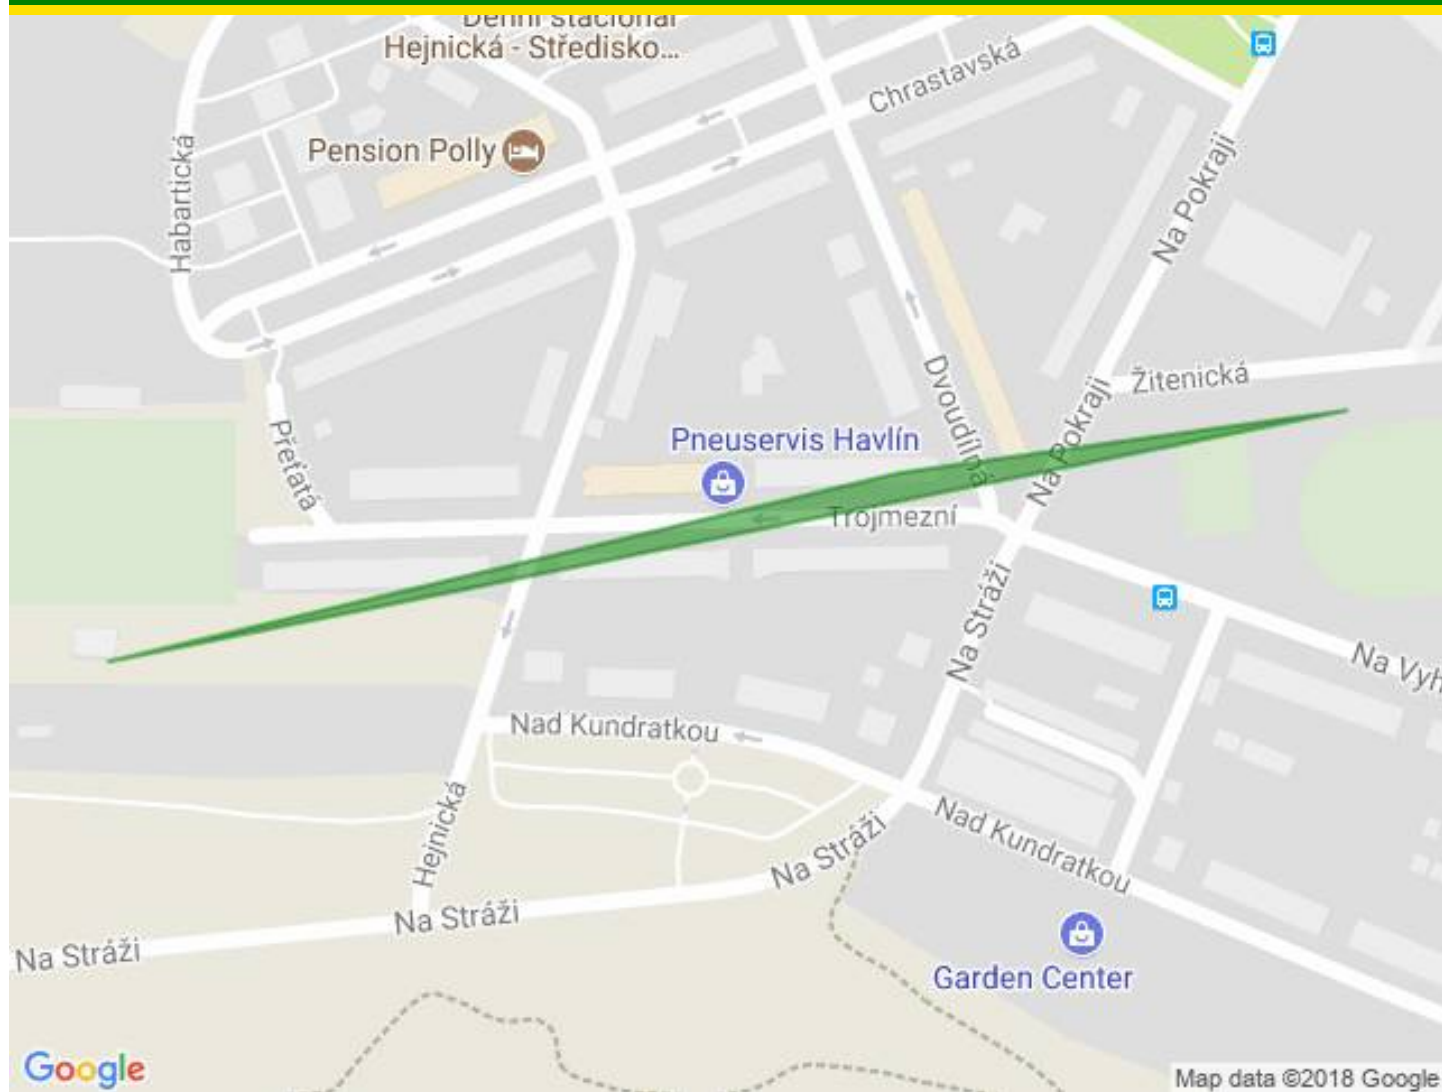 Denní stacionář
Hejnická - Středisko...
Chrastavská
Pension Polly
Habartická
Na Pokraji
Žitenická
Dvoudílná
Na Pokraji
Přetatá
Pneuservis Havlín
Trojmezní
Na Stráži
Na Vyh
Nad Kundratkou
Hejnická
Na Stráži
Nad Kundratkou
Na Stráži
Na Stráži
Garden Center
Google
Map data ©2018 Google